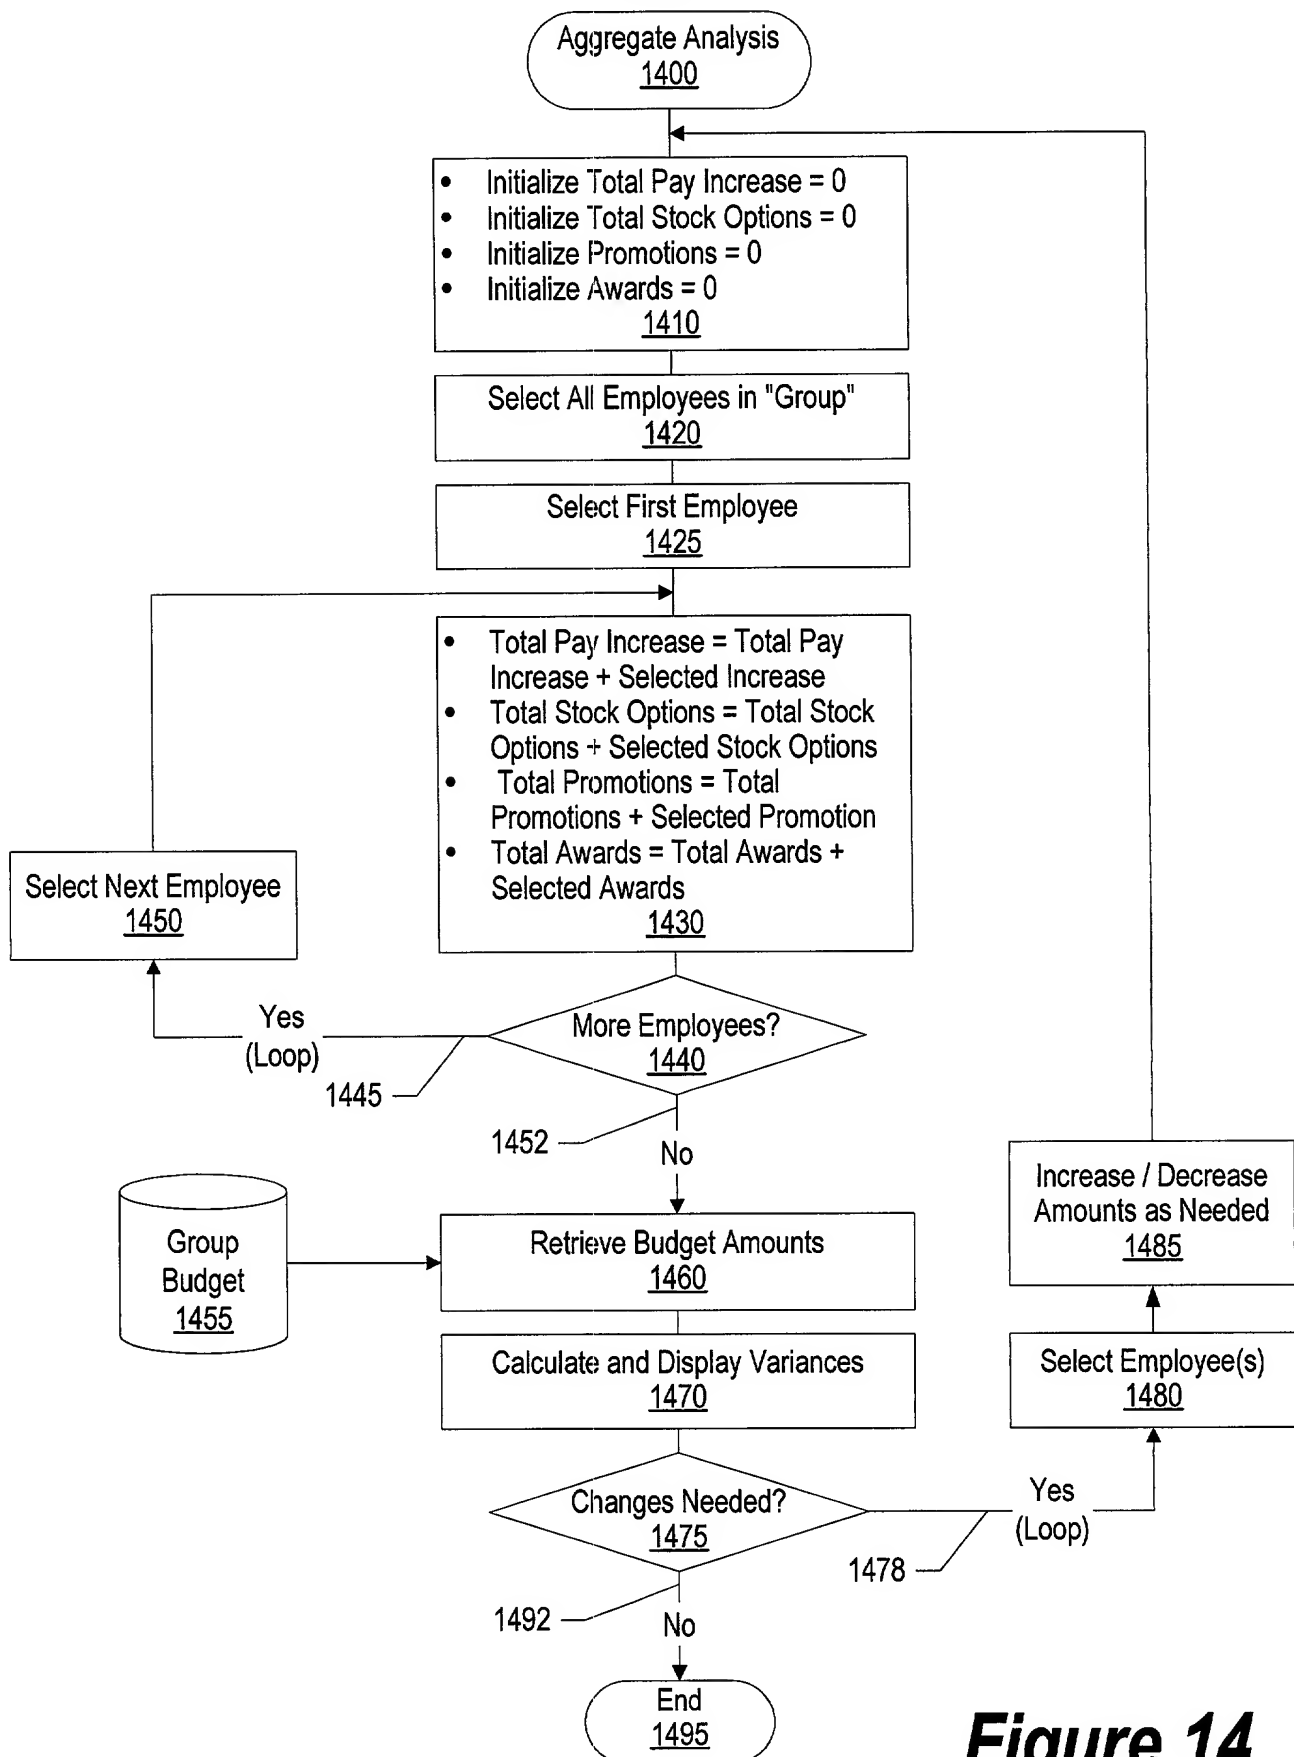 Aggregate Analysis
1400
• Initialize Total Pay Increase = 0
• Initialize Total Stock Options = 0
• Initialize Promotions = 0
• Initialize Awards = 0
1410
Select All Employees in "Group"
1420
Select First Employee
1425
• Total Pay Increase = Total Pay
Increase + Selected Increase
• Total Stock Options = Total Stock
Options + Selected Stock Options
• Total Promotions = Total
Promotions + Selected Promotion
• Total Awards = Total Awards +
Selected Awards
1430
Select Next Employee
1450
More Employees?
1440
Yes
(Loop)
1445
1452
No
Group
Budget
1455
Retrieve Budget Amounts
1460
Calculate and Display Variances
1470
Increase / Decrease
Amounts as Needed
1485
Select Employee(s)
1480
Changes Needed?
1475
Yes
(Loop)
1478
1492
No
End
1495
Figure 14